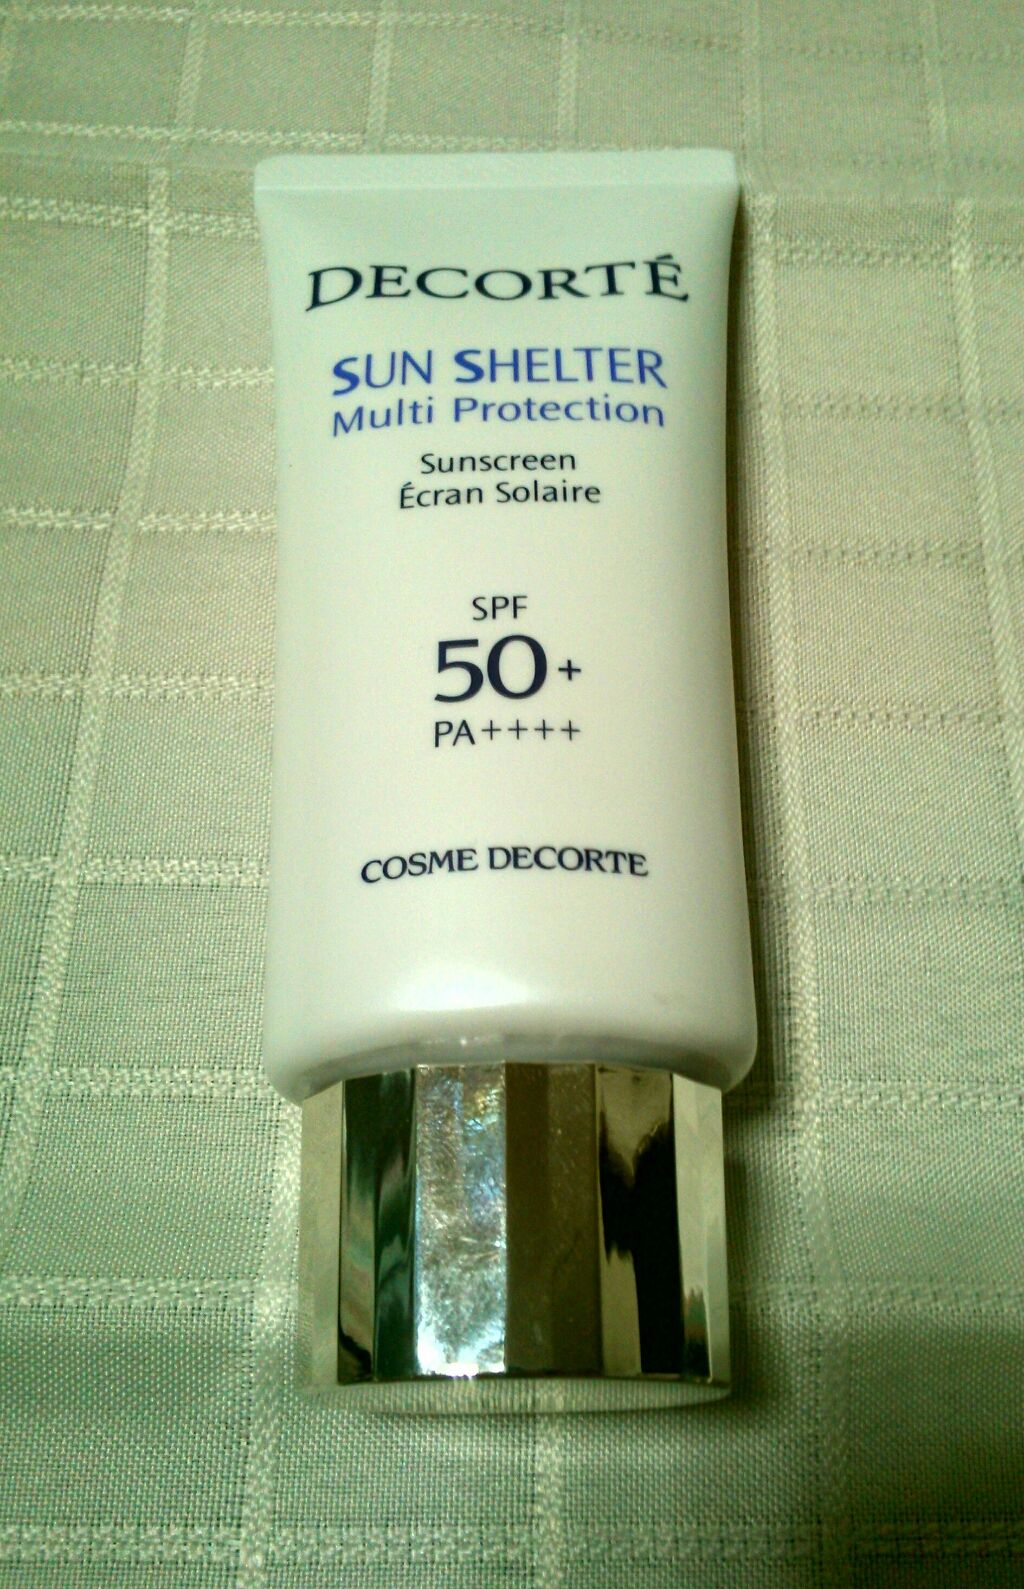 DECORTÉ
SUN SHELTER
Multi Protection
Sunscreen
Écran Solaire
SPF
50+
PA++++
COSME DECORTE